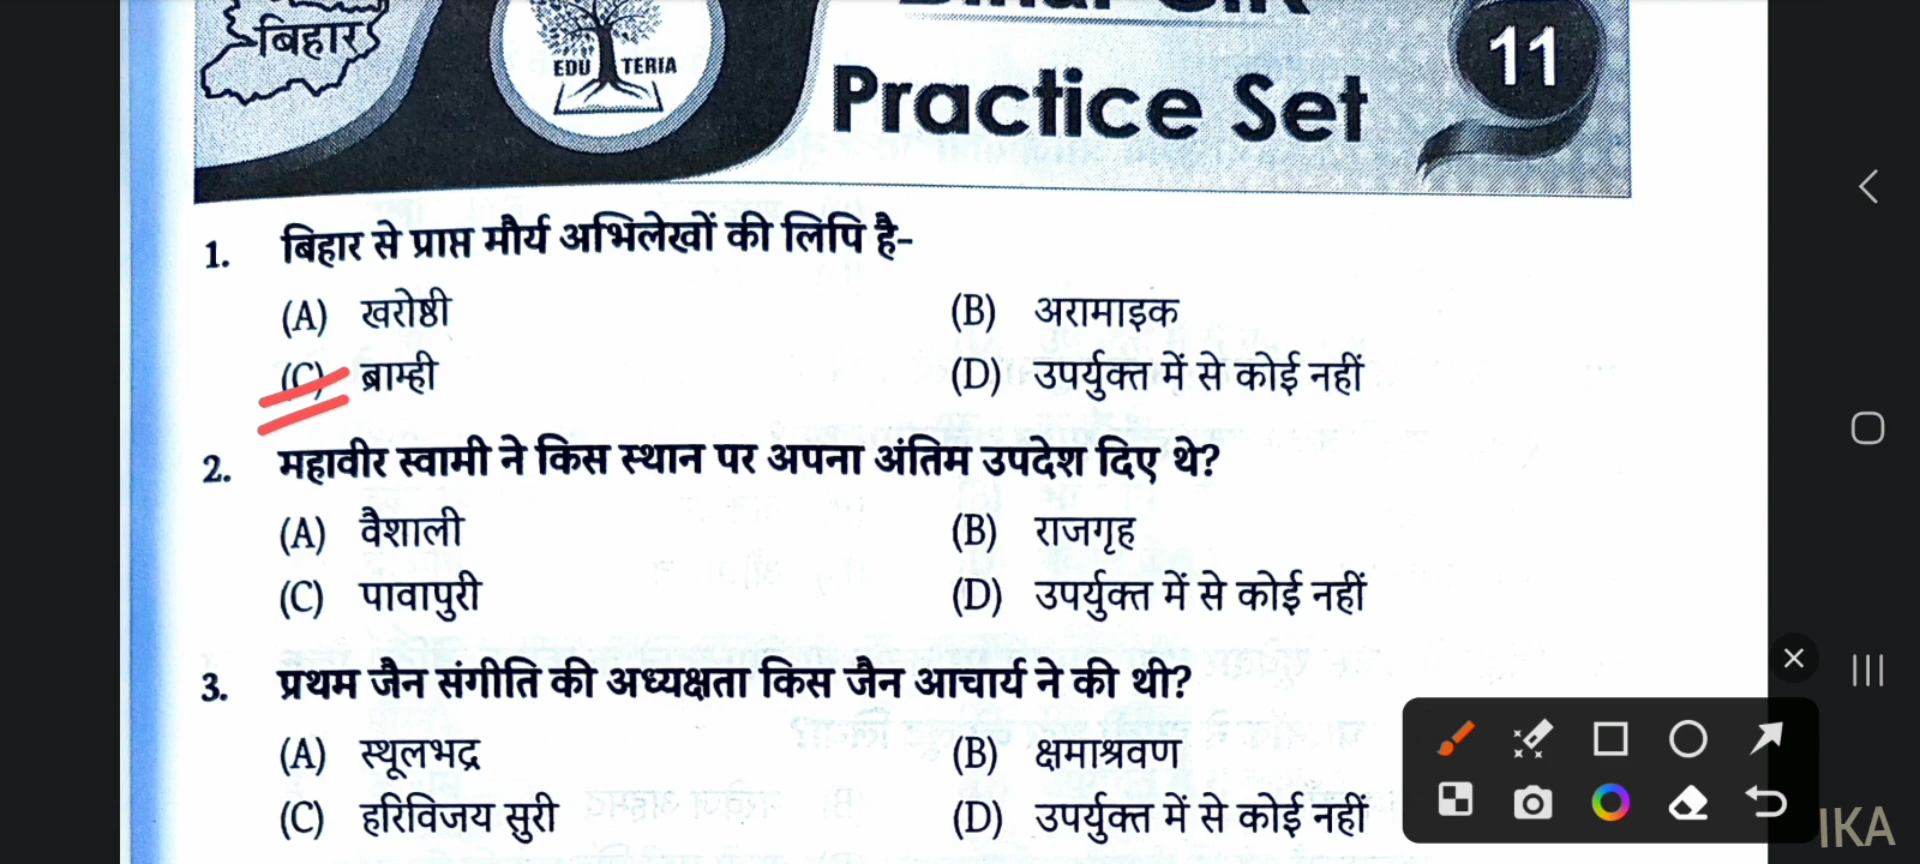 बिहार
EDU TERIA
Practice Set
11
1. बिहार से प्राप्त मौर्य अभिलेखों की लिपि है-
(A) खरोष्ठी (B) अरामाइक
(C) ब्राम्ही (D) उपर्युक्त में से कोई नहीं
2. महावीर स्वामी ने किस स्थान पर अपना अंतिम उपदेश दिए थे?
(A) वैशाली (B) राजगृह
(C) पावापुरी (D) उपर्युक्त में से कोई नहीं
3. प्रथम जैन संगीति की अध्यक्षता किस जैन आचार्य ने की थी?
(A) स्थूलभद्र (B) क्षमाश्रवण
(C) हरिविजय सुरी (D) उपर्युक्त में से कोई नहीं
IKA